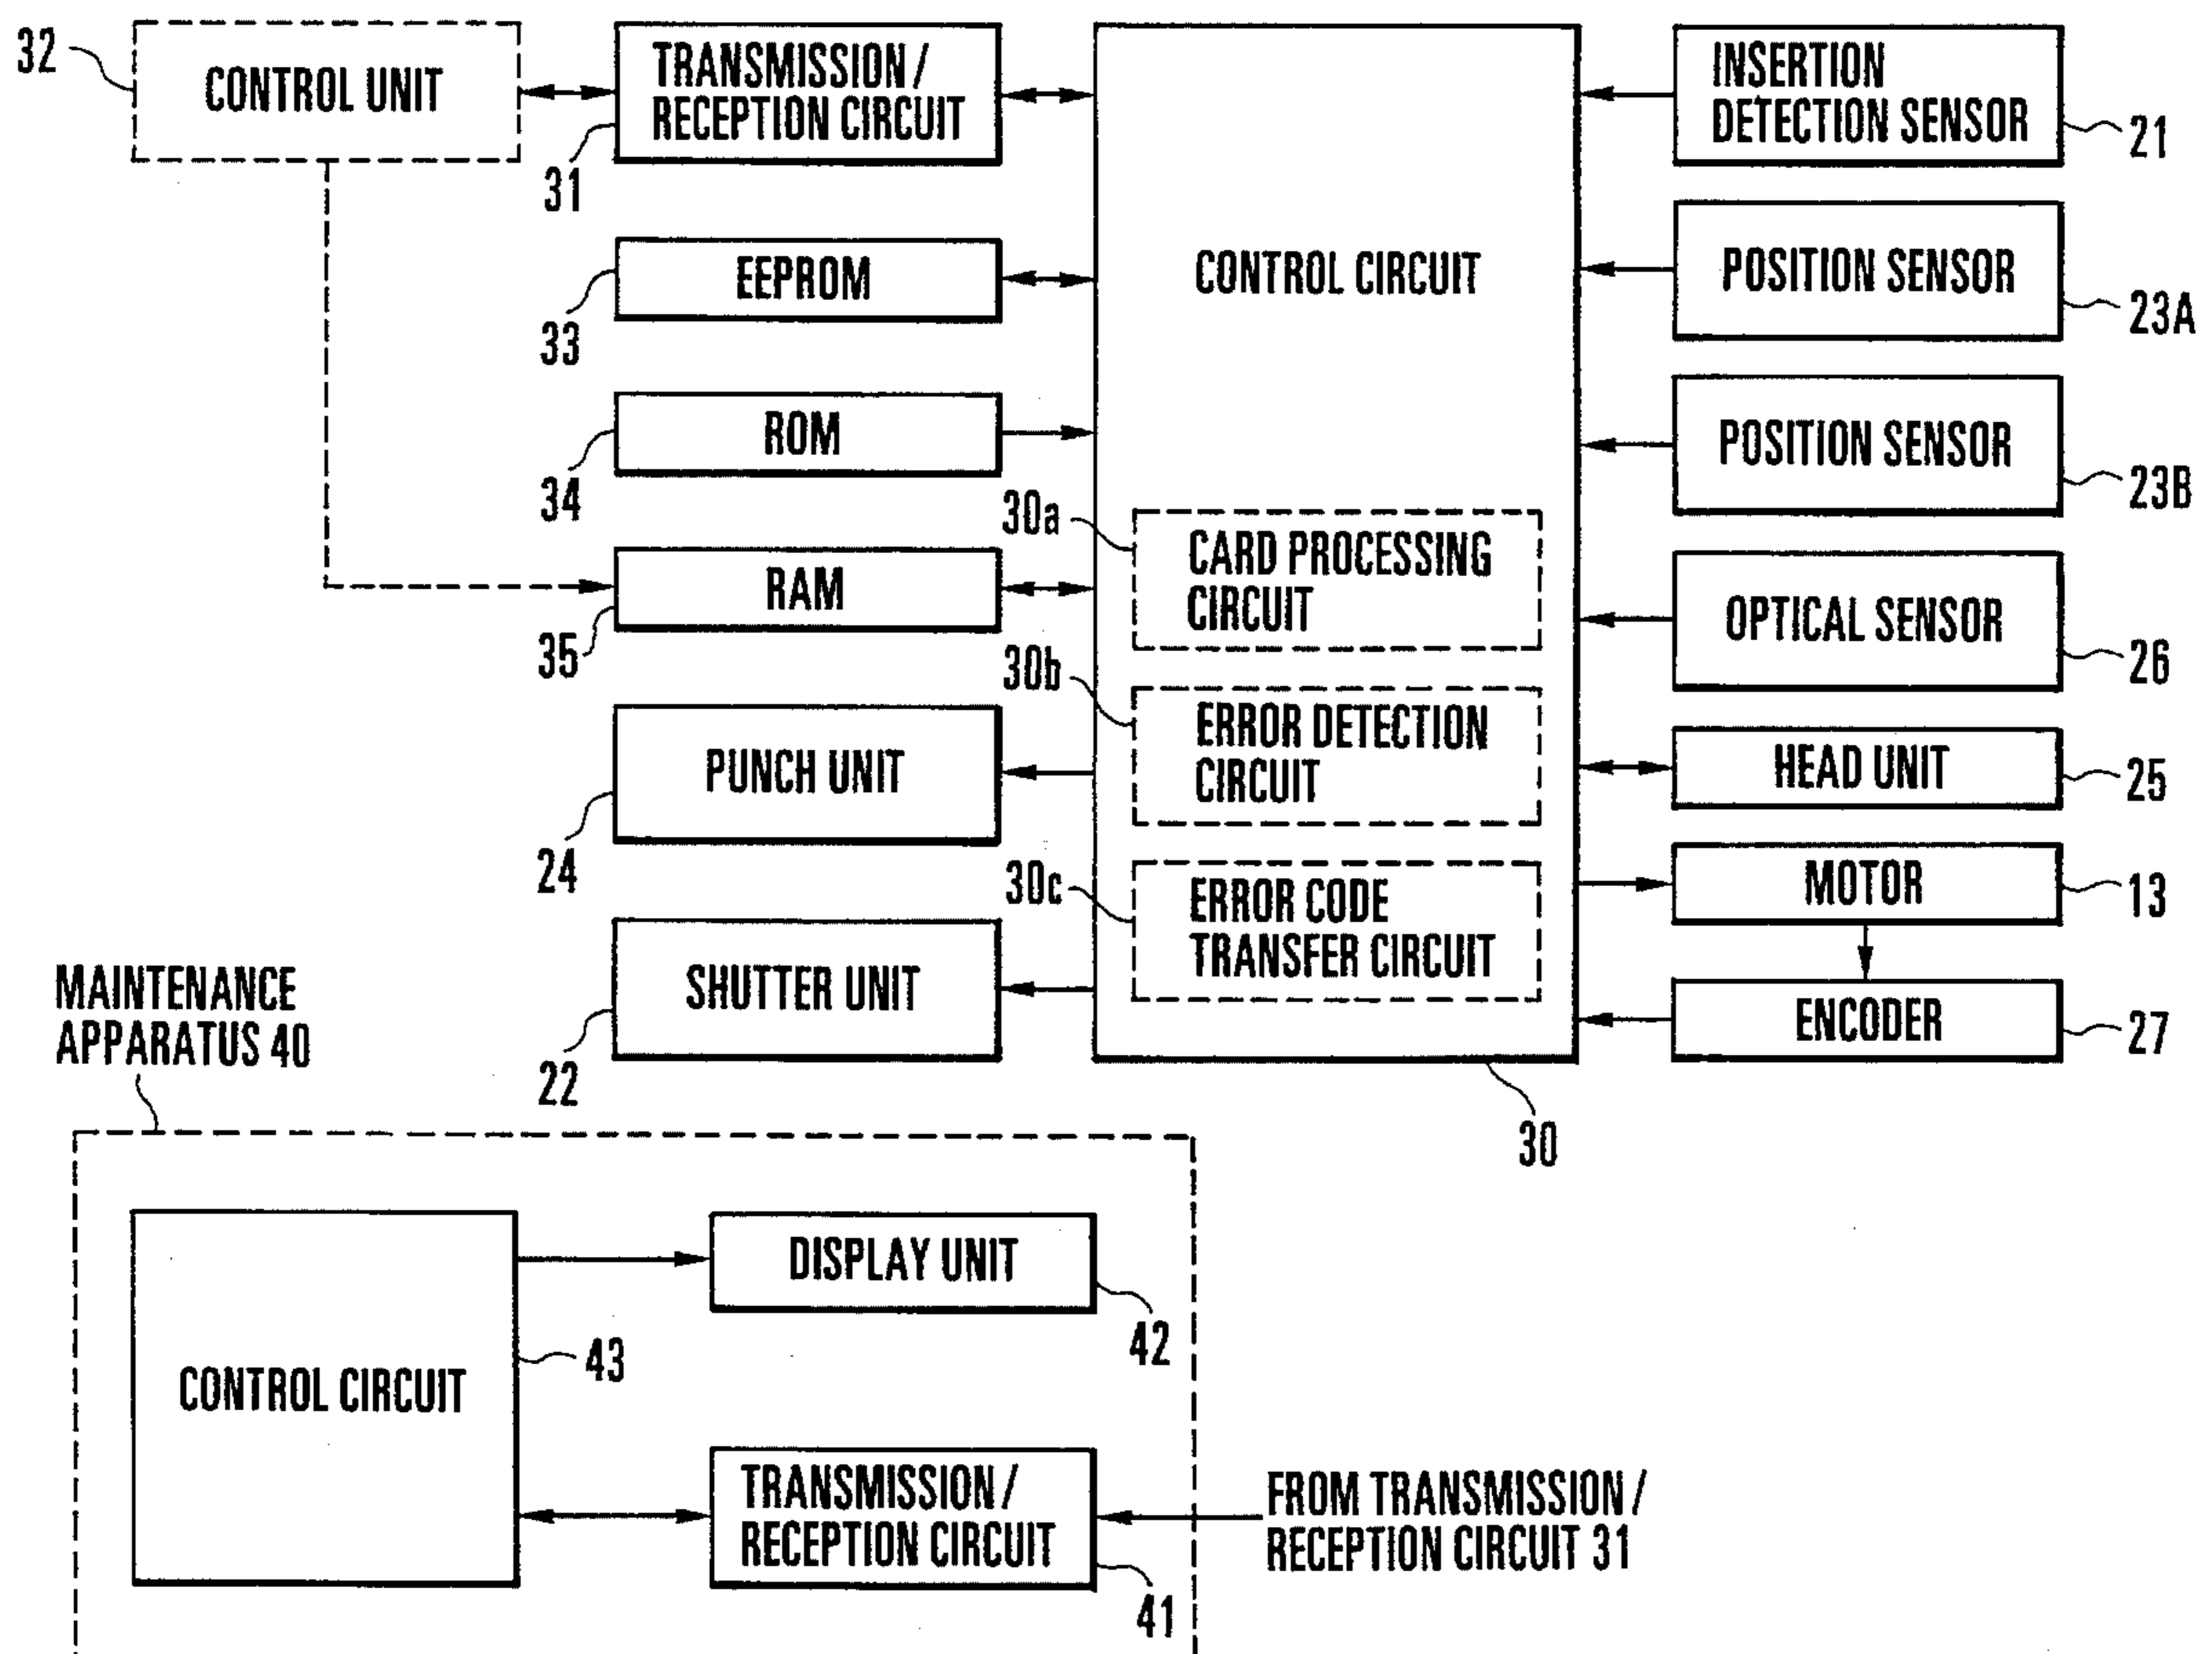 32
CONTROL UNIT
TRANSMISSION/
RECEPTION CIRCUIT
31
EEPROM
33
ROM
34
RAM
35
PUNCH UNIT
24
SHUTTER UNIT
22
CONTROL CIRCUIT
30a
CARD PROCESSING
CIRCUIT
30b
ERROR DETECTION
CIRCUIT
30c
ERROR CODE
TRANSFER CIRCUIT
30
INSERTION
DETECTION SENSOR
21
POSITION SENSOR
23A
POSITION SENSOR
23B
OPTICAL SENSOR
26
HEAD UNIT
25
MOTOR
13
ENCODER
27
MAINTENANCE
APPARATUS 40
CONTROL CIRCUIT
43
DISPLAY UNIT
42
TRANSMISSION/
RECEPTION CIRCUIT
41
FROM TRANSMISSION/
RECEPTION CIRCUIT 31